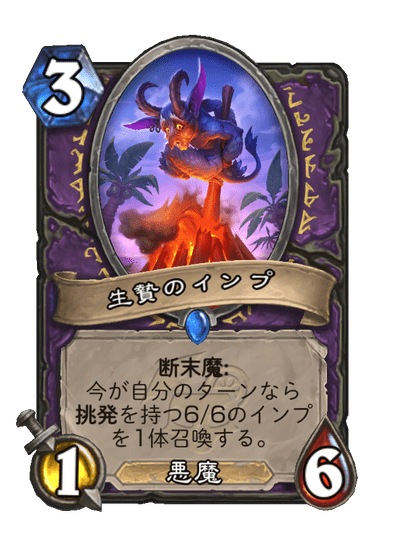 3
生贄のインプ
断末魔:
今が自分のターンなら
挑発を持つ6/6のインプ
を1体召喚する。
1
悪魔
6